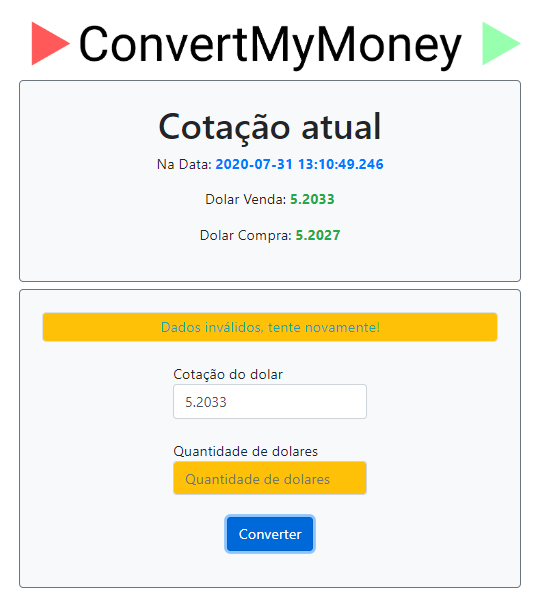 ConvertMyMoney
Cotação atual
Na Data: 2020-07-31 13:10:49.246
Dolar Venda: 5.2033
Dolar Compra: 5.2027
Dados inválidos, tente novamente!
Cotação do dolar
5.2033
Quantidade de dolares
Quantidade de dolares
Converter